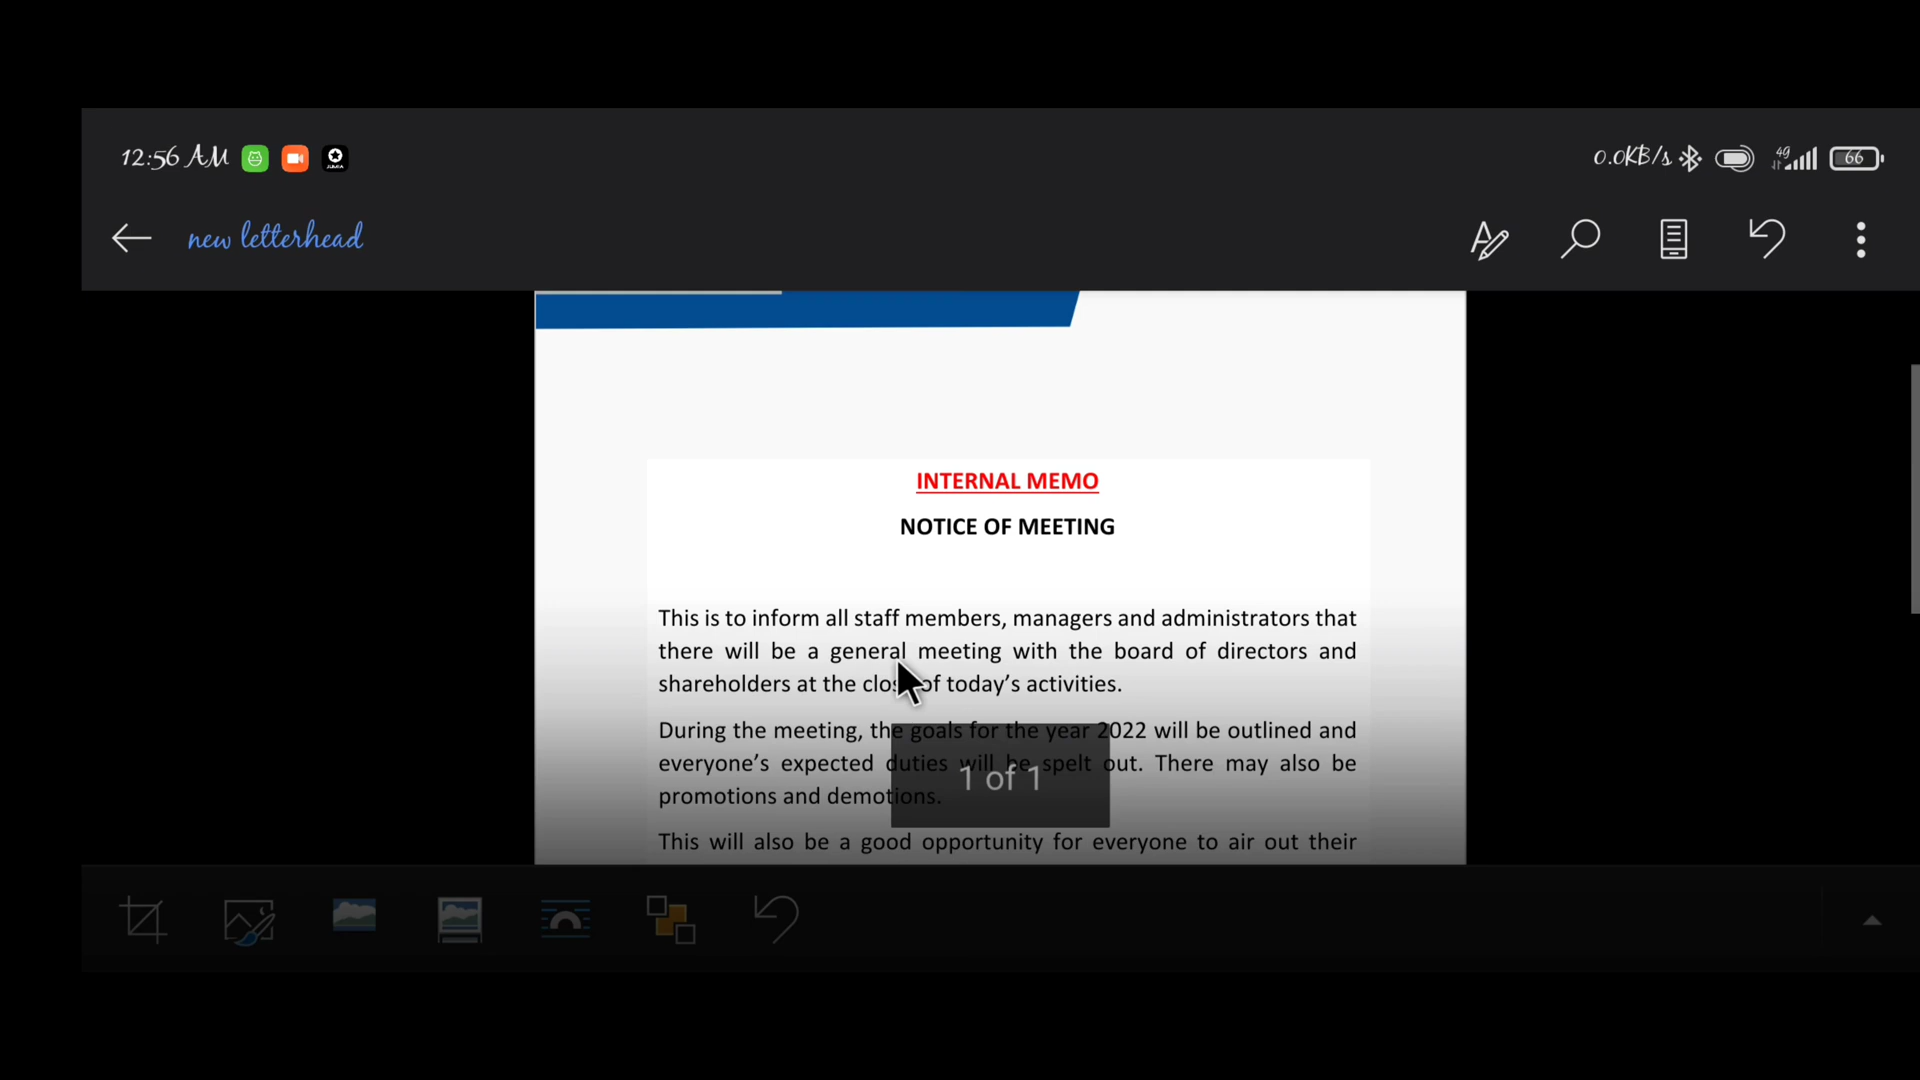 12:56 AM
0.0KB/s 4G 66
new letterhead
INTERNAL MEMO
NOTICE OF MEETING
This is to inform all staff members, managers and administrators that
there will be a general meeting with the board of directors and
shareholders at the close of today's activities.
During the meeting, the goals for the year 2022 will be outlined and
everyone's expected duties will be spelt out. There may also be
1 of 1
promotions and demotions.
This will also be a good opportunity for everyone to air out their